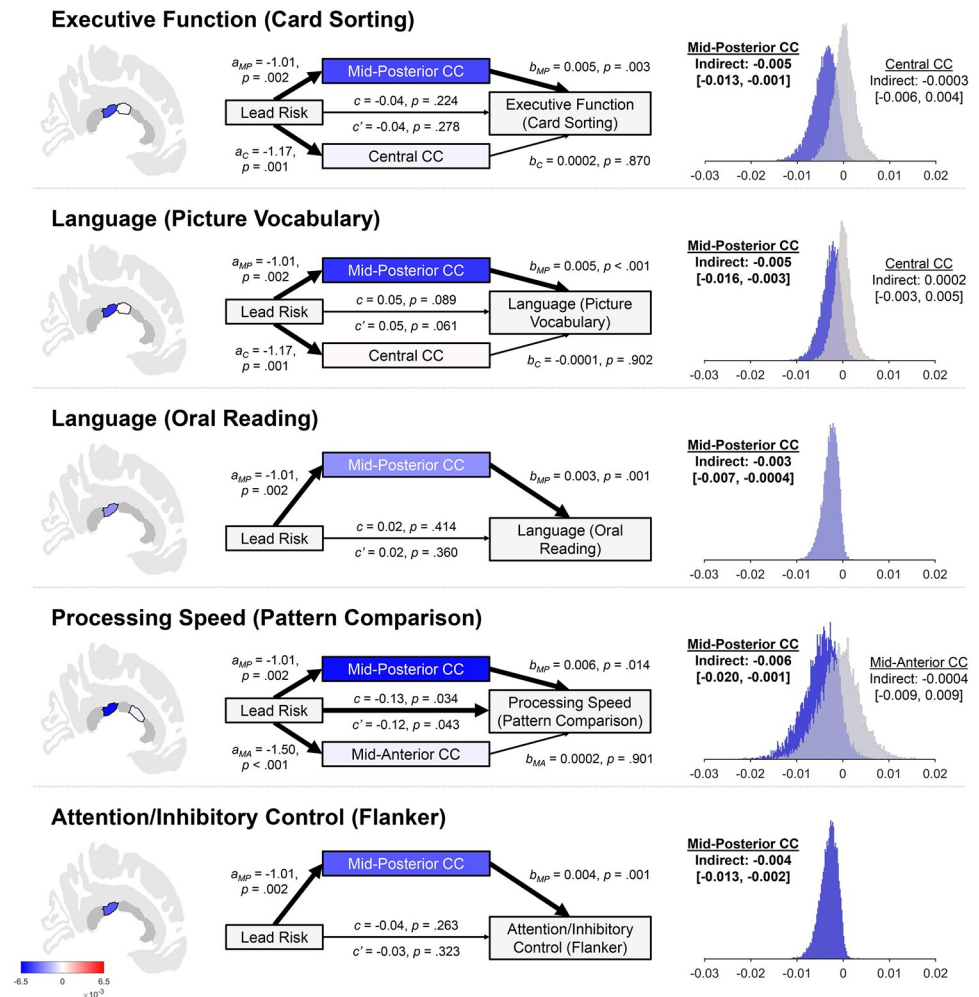 Executive Function (Card Sorting)
a_MP = -1.01,
p = .002
Mid-Posterior CC
b_MP = 0.005, p = .003
Lead Risk
c = -0.04, p = .224
c' = -0.04, p = .278
Executive Function
(Card Sorting)
a_C = -1.17,
p = .001
Central CC
b_C = 0.0002, p = .870
Mid-Posterior CC
Indirect: -0.005
[-0.013, -0.001]
Central CC
Indirect: -0.0003
[-0.006, 0.004]
-0.03 -0.02 -0.01 0 0.01 0.02
Language (Picture Vocabulary)
a_MP = -1.01,
p = .002
Mid-Posterior CC
b_MP = 0.005, p < .001
Lead Risk
c = 0.05, p = .089
c' = 0.05, p = .061
Language (Picture
Vocabulary)
a_C = -1.17,
p = .001
Central CC
b_C = -0.0001, p = .902
Mid-Posterior CC
Indirect: -0.005
[-0.016, -0.003]
Central CC
Indirect: 0.0002
[-0.003, 0.005]
-0.03 -0.02 -0.01 0 0.01 0.02
Language (Oral Reading)
a_MP = -1.01,
p = .002
Mid-Posterior CC
b_MP = 0.003, p = .001
Lead Risk
c = 0.02, p = .414
c' = 0.02, p = .360
Language (Oral
Reading)
Mid-Posterior CC
Indirect: -0.003
[-0.007, -0.0004]
-0.03 -0.02 -0.01 0 0.01 0.02
Processing Speed (Pattern Comparison)
a_MP = -1.01,
p = .002
Mid-Posterior CC
b_MP = 0.006, p = .014
Lead Risk
c = -0.13, p = .034
c' = -0.12, p = .043
Processing Speed
(Pattern Comparison)
a_MA = -1.50,
p < .001
Mid-Anterior CC
b_MA = 0.0002, p = .901
Mid-Posterior CC
Indirect: -0.006
[-0.020, -0.001]
Mid-Anterior CC
Indirect: -0.0004
[-0.009, 0.009]
-0.03 -0.02 -0.01 0 0.01 0.02
Attention/Inhibitory Control (Flanker)
a_MP = -1.01,
p = .002
Mid-Posterior CC
b_MP = 0.004, p = .001
Lead Risk
c = -0.04, p = .263
c' = -0.03, p = .323
Attention/Inhibitory
Control (Flanker)
Mid-Posterior CC
Indirect: -0.004
[-0.013, -0.002]
-0.03 -0.02 -0.01 0 0.01 0.02
-6.5 0 6.5
×10⁻³